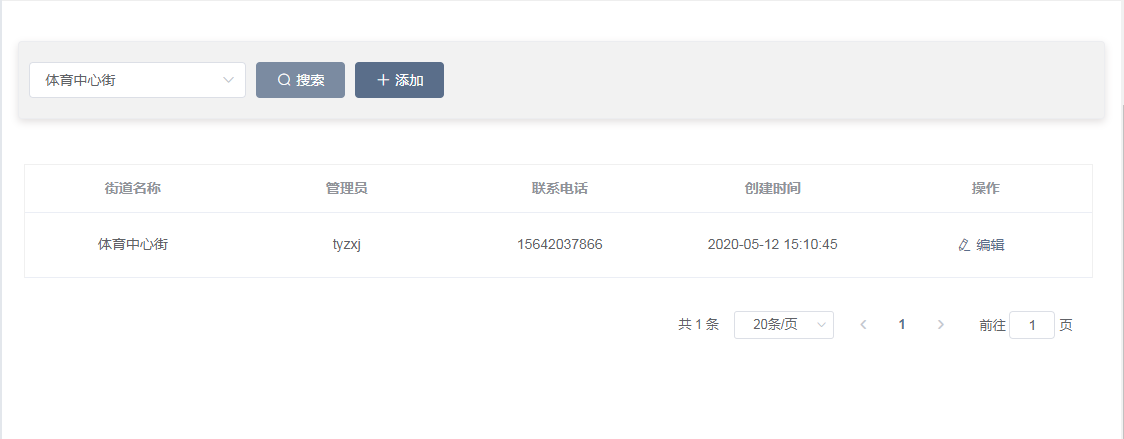 体育中心街 搜索 添加
街道名称 管理员 联系电话 创建时间 操作
体育中心街 tyzxj 15642037866 2020-05-12 15:10:45 编辑
共 1 条 20条/页 1 前往 1 页